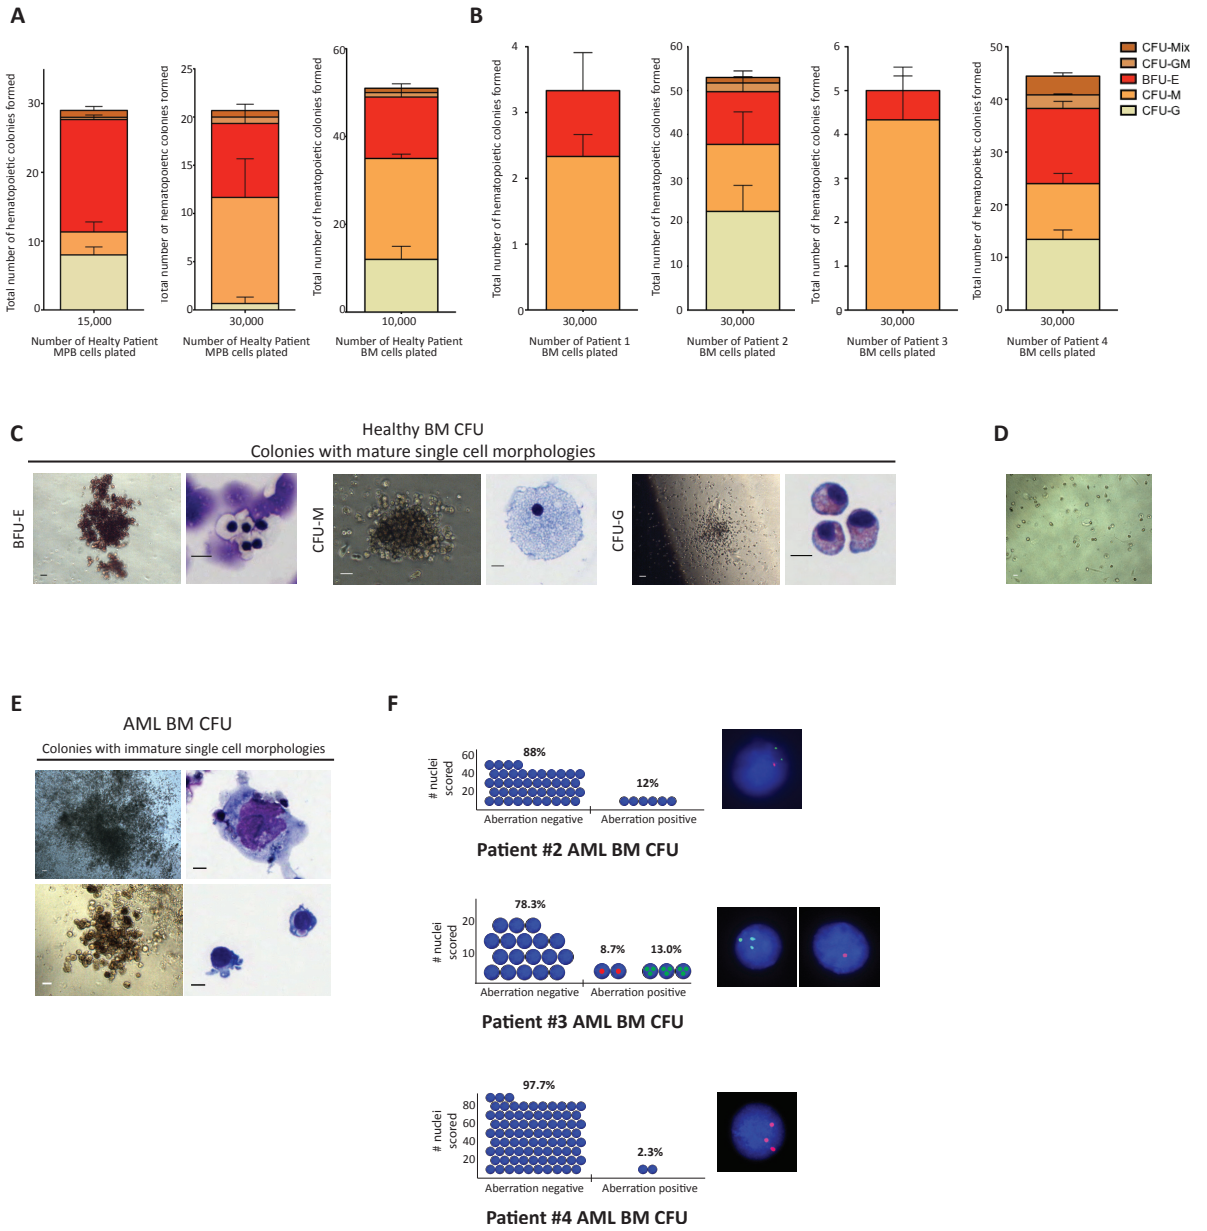 A
B
Total number of hematopoietic colonies formed
30
20
10
0
15,000
Number of Healty Patient
MPB cells plated
Total number of hematopoietic colonies formed
25
20
15
10
5
0
30,000
Number of Healty Patient
MPB cells plated
Total number of hematopoietic colonies formed
60
40
20
0
10,000
Number of Healty Patient
BM cells plated
Total number of hematopoietic colonies formed
4
3
2
1
0
30,000
Number of Patient 1
BM cells plated
Total number of hematopoietic colonies formed
60
50
40
30
20
10
0
30,000
Number of Patient 2
BM cells plated
Total number of hematopoietic colonies formed
6
5
4
3
2
1
0
30,000
Number of Patient 3
BM cells plated
Total number of hematopoietic colonies formed
50
40
30
20
10
0
30,000
Number of Patient 4
BM cells plated
CFU-Mix
CFU-GM
BFU-E
CFU-M
CFU-G
C
Healthy BM CFU
Colonies with mature single cell morphologies
BFU-E
CFU-M
CFU-G
D
E
AML BM CFU
Colonies with immature single cell morphologies
F
# nuclei
scored
60
40
20
88%
12%
Aberration negative
Aberration positive
Patient #2 AML BM CFU
# nuclei
scored
20
10
78.3%
8.7%
13.0%
Aberration negative
Aberration positive
Patient #3 AML BM CFU
# nuclei
scored
80
60
40
20
97.7%
2.3%
Aberration negative
Aberration positive
Patient #4 AML BM CFU